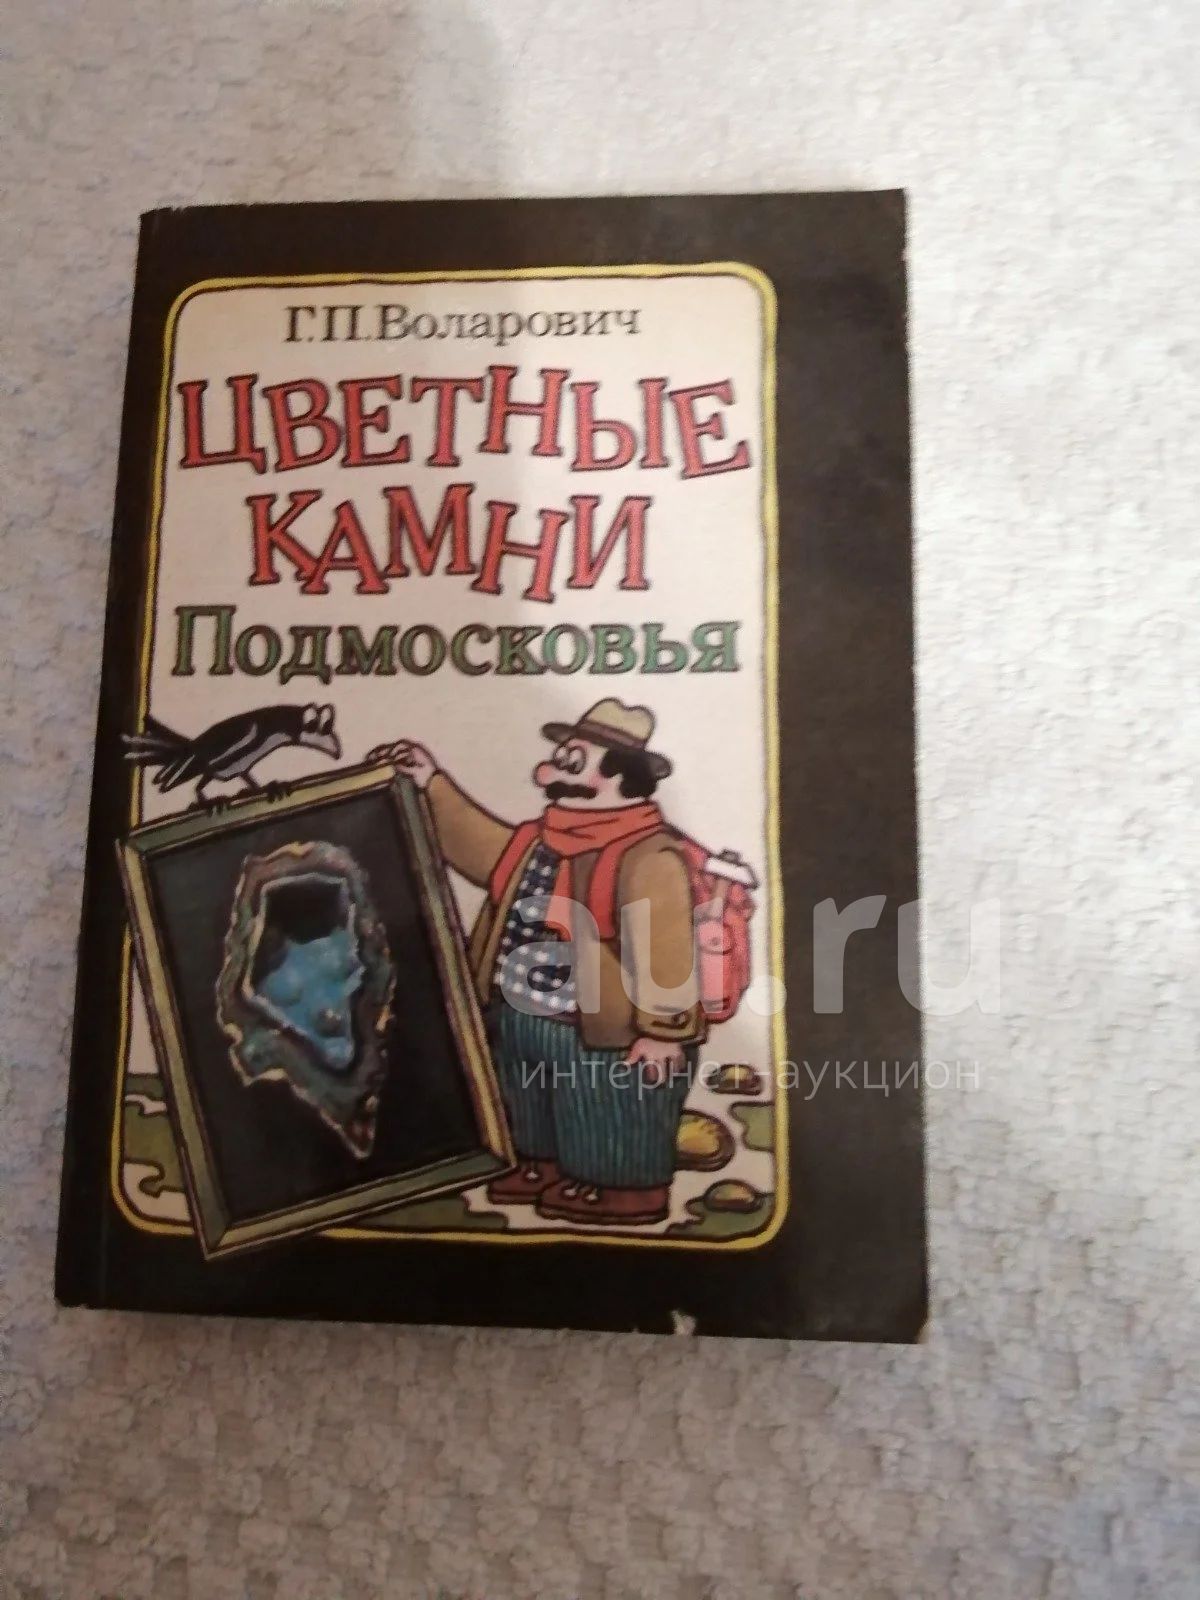 Г.П.Воларович
ЦВЕТНЫЕ
КАМНИ
Подмосковья
au.ru
интернет-аукцион